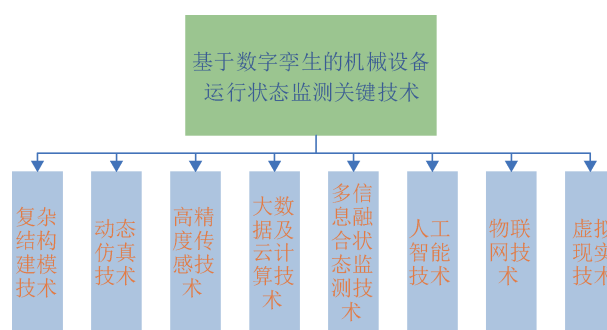 基于数字孪生的机械设备
运行状态监测关键技术
复杂
结构
建模
技术
动态
仿真
技术
高精
度传
感技
术
大数
据及
云计
算技
术
多信
息融
合状
态监
测技
术
人工
智能
技术
物联
网技
术
虚拟
现实
技术